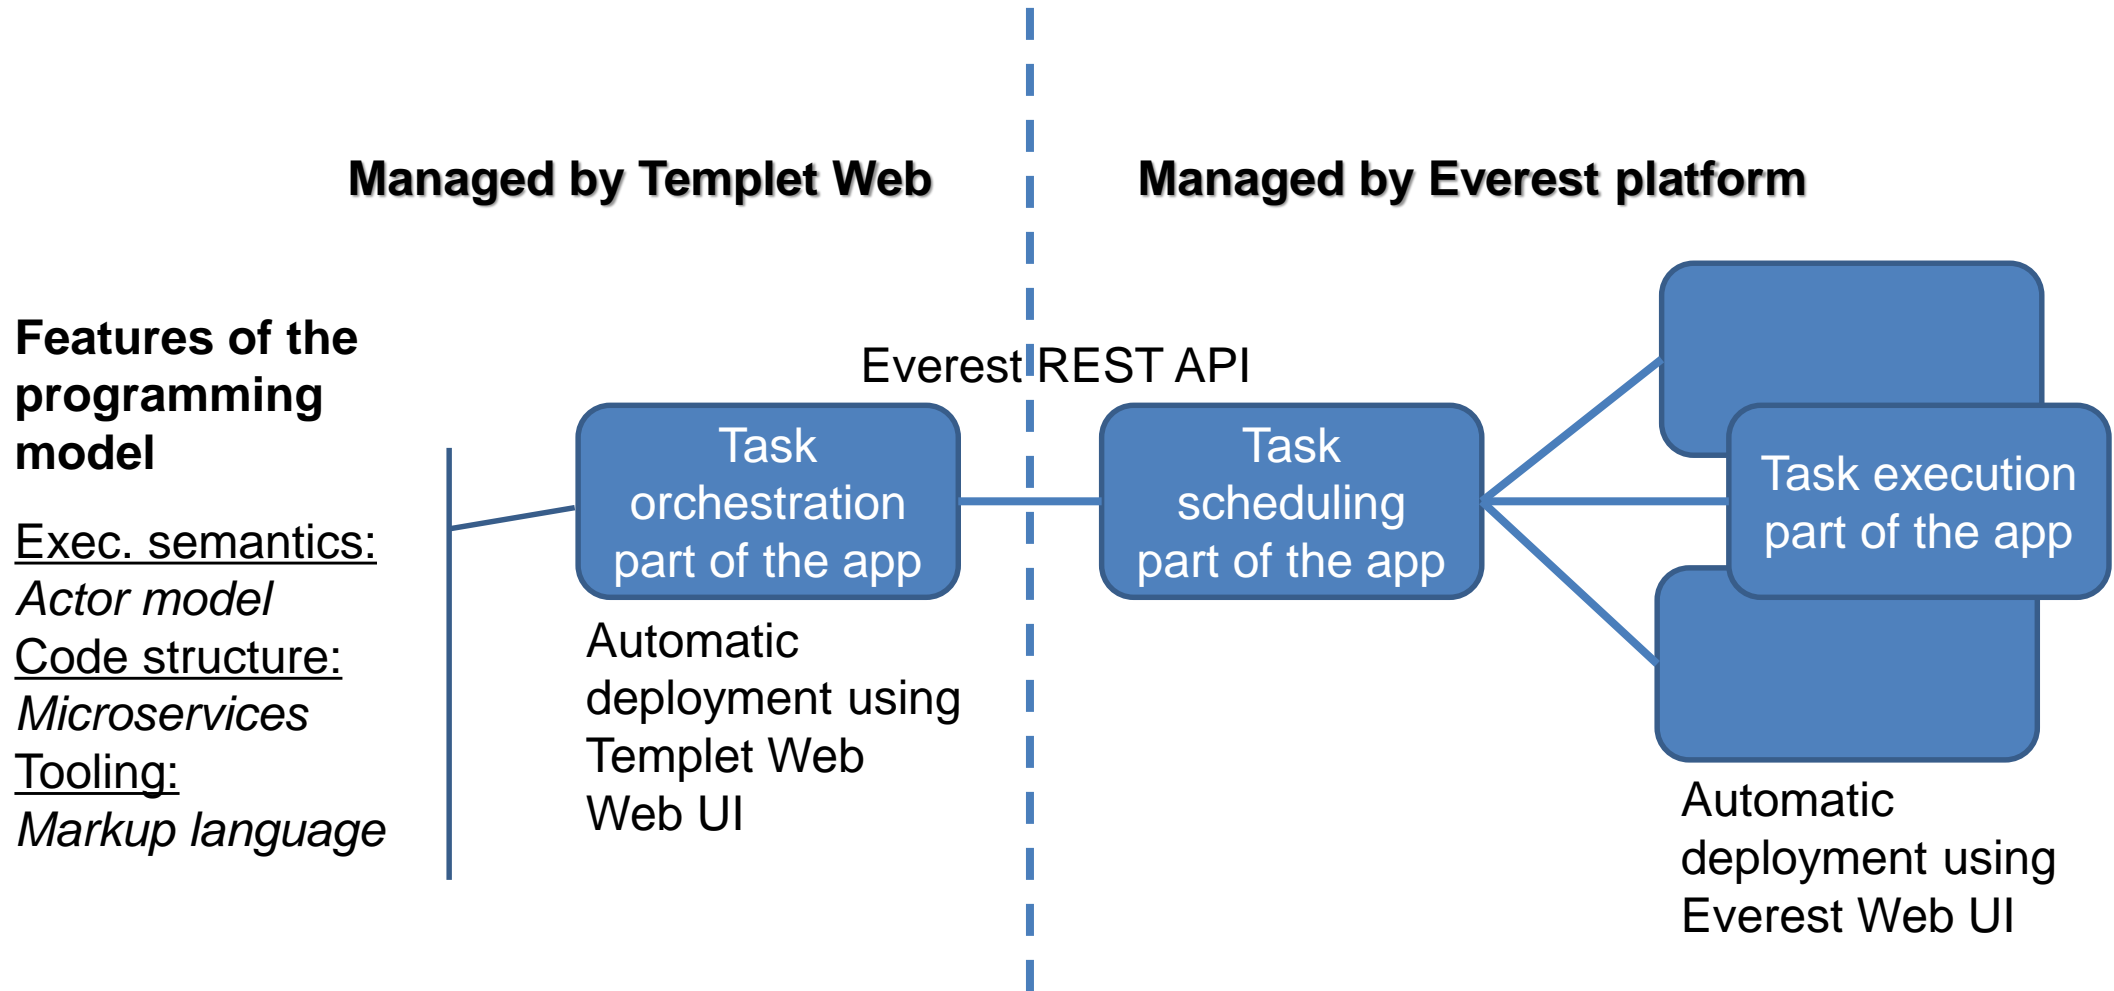 Managed by Templet Web
Managed by Everest platform
Features of the
programming
model
Exec. semantics:
Actor model
Code structure:
Microservices
Tooling:
Markup language
Everest REST API
Task
orchestration
part of the app
Automatic
deployment using
Templet Web
Web UI
Task
scheduling
part of the app
Task execution
part of the app
Automatic
deployment using
Everest Web UI